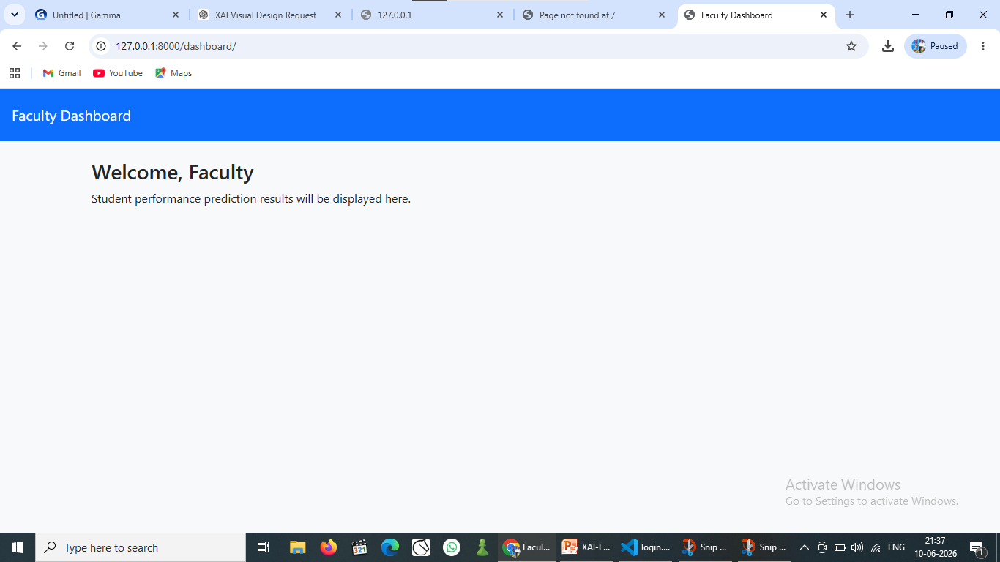 Untitled | Gamma
XAI Visual Design Request
127.0.0.1
Page not found at /
Faculty Dashboard
127.0.0.1:8000/dashboard/
Paused
Gmail
YouTube
Maps
Faculty Dashboard
Welcome, Faculty
Student performance prediction results will be displayed here.
Activate Windows
Go to Settings to activate Windows.
Type here to search
321
Facul...
XAI-F...
login....
Snip ...
Snip ...
ENG
21:37
10-06-2026
1